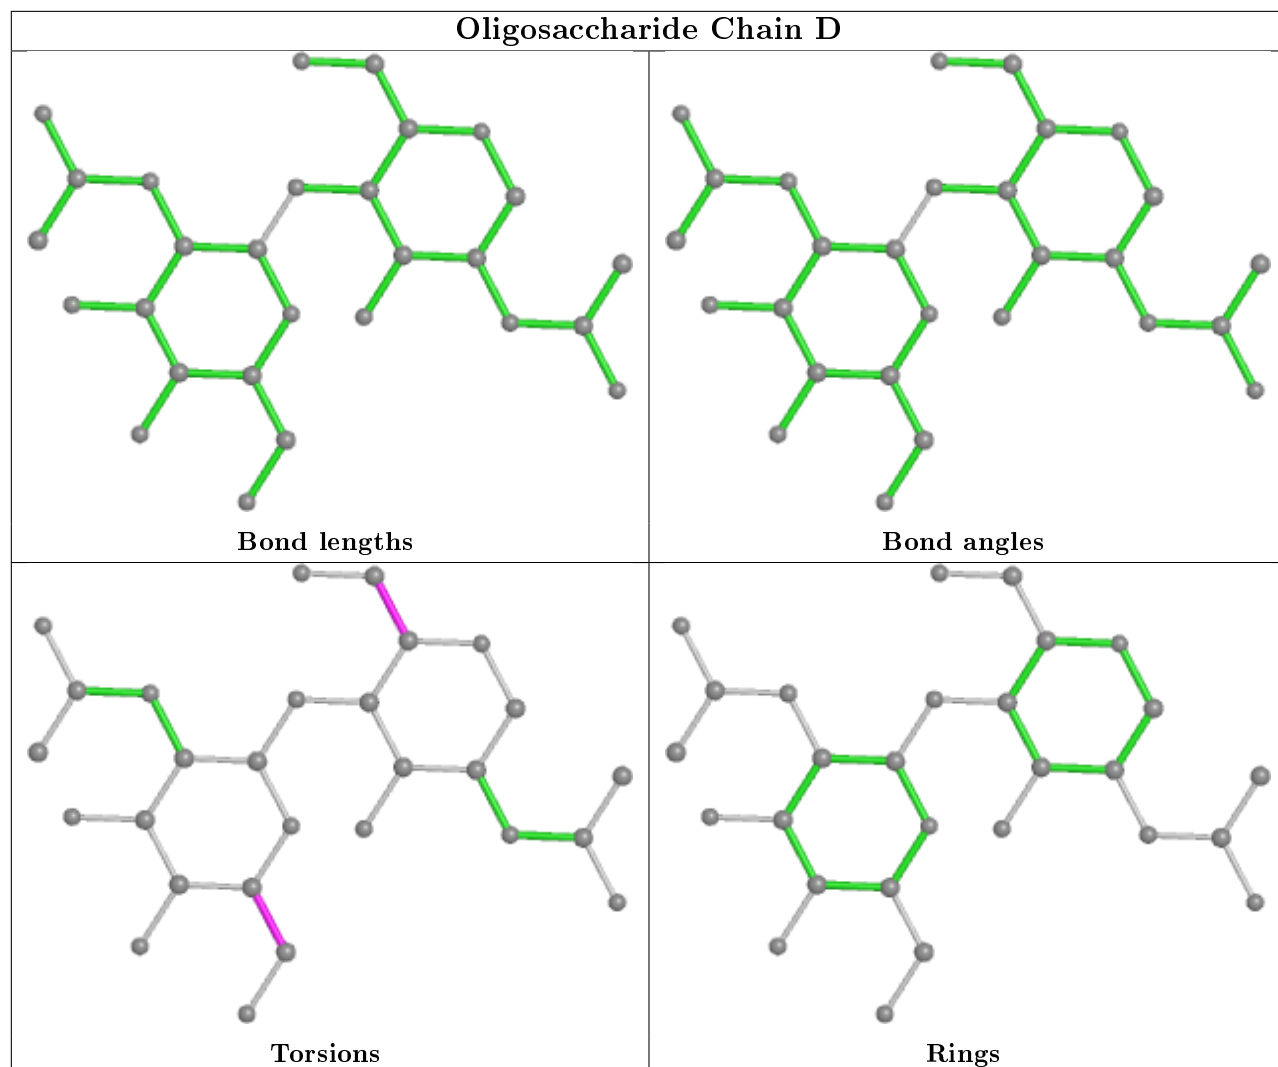 Oligosaccharide Chain D
Bond lengths
Bond angles
Torsions
Rings